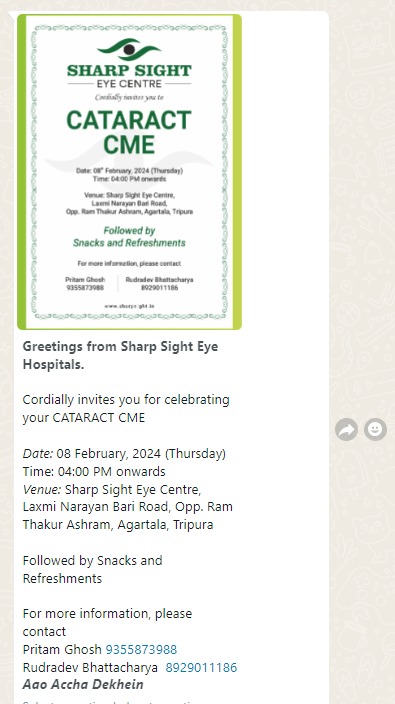 SHARP SIGHT
EYE CENTRE
Cordially invites you to
CATARACT
CME
Date: 08th February, 2024 (Thursday)
Time: 04:00 PM onwards
Venue: Sharp Sight Eye Centre,
Laxmi Narayan Bari Road,
Opp. Ram Thakur Ashram, Agartala, Tripura
Followed by
Snacks and Refreshments
For more information, please contact
Pritam Ghosh Rudradev Bhattacharya
9355873988 8929011186
Greetings from Sharp Sight Eye
Hospitals.
Cordially invites you for celebrating
your CATARACT CME
Date: 08 February, 2024 (Thursday)
Time: 04:00 PM onwards
Venue: Sharp Sight Eye Centre,
Laxmi Narayan Bari Road, Opp. Ram
Thakur Ashram, Agartala, Tripura
Followed by Snacks and
Refreshments
For more information, please
contact
Pritam Ghosh 9355873988
Rudradev Bhattacharya 8929011186
Aao Accha Dekhein